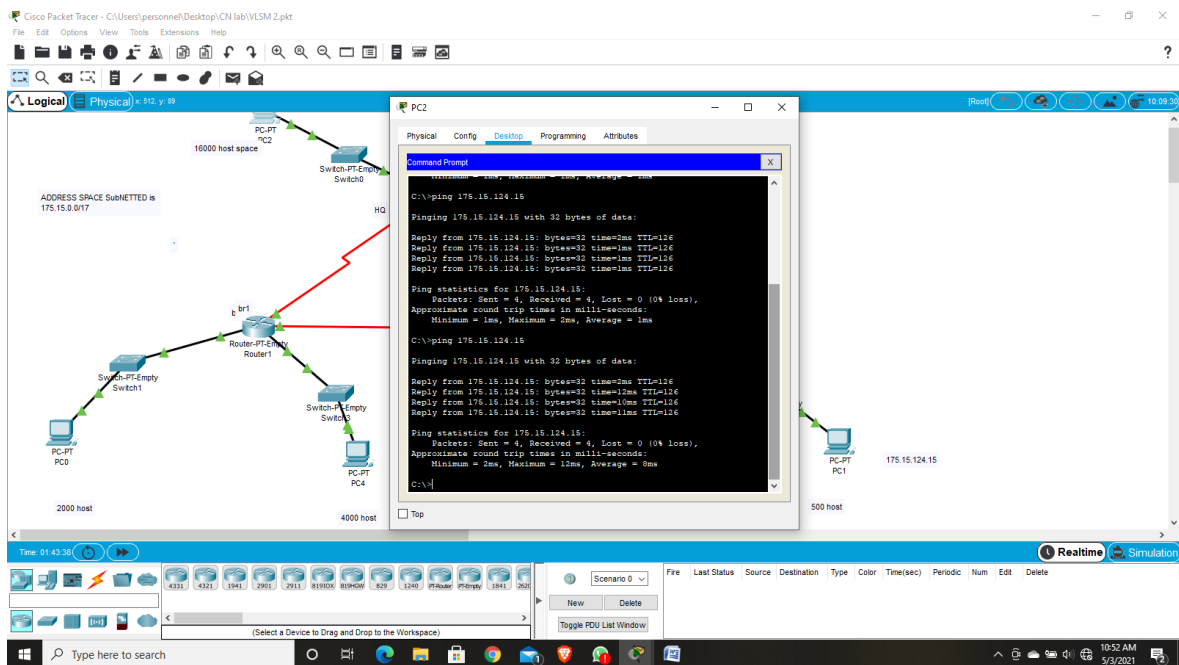 Cisco Packet Tracer - C:\Users\personnel\Desktop\CN lab\VLSM 2.pkt
File Edit Options View Tools Extensions Help
?
Logical
Physical
x: 512, y: 89
[Root]
10:09:30
PC-PT
PC2
16000 host space
Switch-PT-Empty
Switch0
ADDRESS SPACE SubNETTED is
175.15.0.0/17
HQ
br1
Router-PT-Empty
Router1
Switch-PT-Empty
Switch1
Switch-PT-Empty
Switch3
PC-PT
PC0
PC-PT
PC4
2000 host
4000 host
PC2
Physical Config Desktop Programming Attributes
Command Prompt
X
Minimum = 1ms, Maximum = 1ms, Average = 1ms
C:\>ping 175.15.124.15
Pinging 175.15.124.15 with 32 bytes of data:
Reply from 175.15.124.15: bytes=32 time=2ms TTL=126
Reply from 175.15.124.15: bytes=32 time=1ms TTL=126
Reply from 175.15.124.15: bytes=32 time=1ms TTL=126
Reply from 175.15.124.15: bytes=32 time=1ms TTL=126
Ping statistics for 175.15.124.15:
Packets: Sent = 4, Received = 4, Lost = 0 (0% loss),
Approximate round trip times in milli-seconds:
Minimum = 1ms, Maximum = 2ms, Average = 1ms
C:\>ping 175.15.124.15
Pinging 175.15.124.15 with 32 bytes of data:
Reply from 175.15.124.15: bytes=32 time=2ms TTL=126
Reply from 175.15.124.15: bytes=32 time=12ms TTL=126
Reply from 175.15.124.15: bytes=32 time=10ms TTL=126
Reply from 175.15.124.15: bytes=32 time=11ms TTL=126
Ping statistics for 175.15.124.15:
Packets: Sent = 4, Received = 4, Lost = 0 (0% loss),
Approximate round trip times in milli-seconds:
Minimum = 2ms, Maximum = 12ms, Average = 8ms
C:\>
Top
PC-PT
PC1
175.15.124.15
500 host
Time: 01:43:38
Realtime
Simulation
4331 4321 1941 2901 2911 819IOX 819HGW 829 1240 PT-Router PT-Empty 1841
(Select a Device to Drag and Drop to the Workspace)
Scenario 0
New Delete
Toggle PDU List Window
Fire Last Status Source Destination Type Color Time(sec) Periodic Num Edit Delete
Type here to search
10:52 AM
5/3/2021